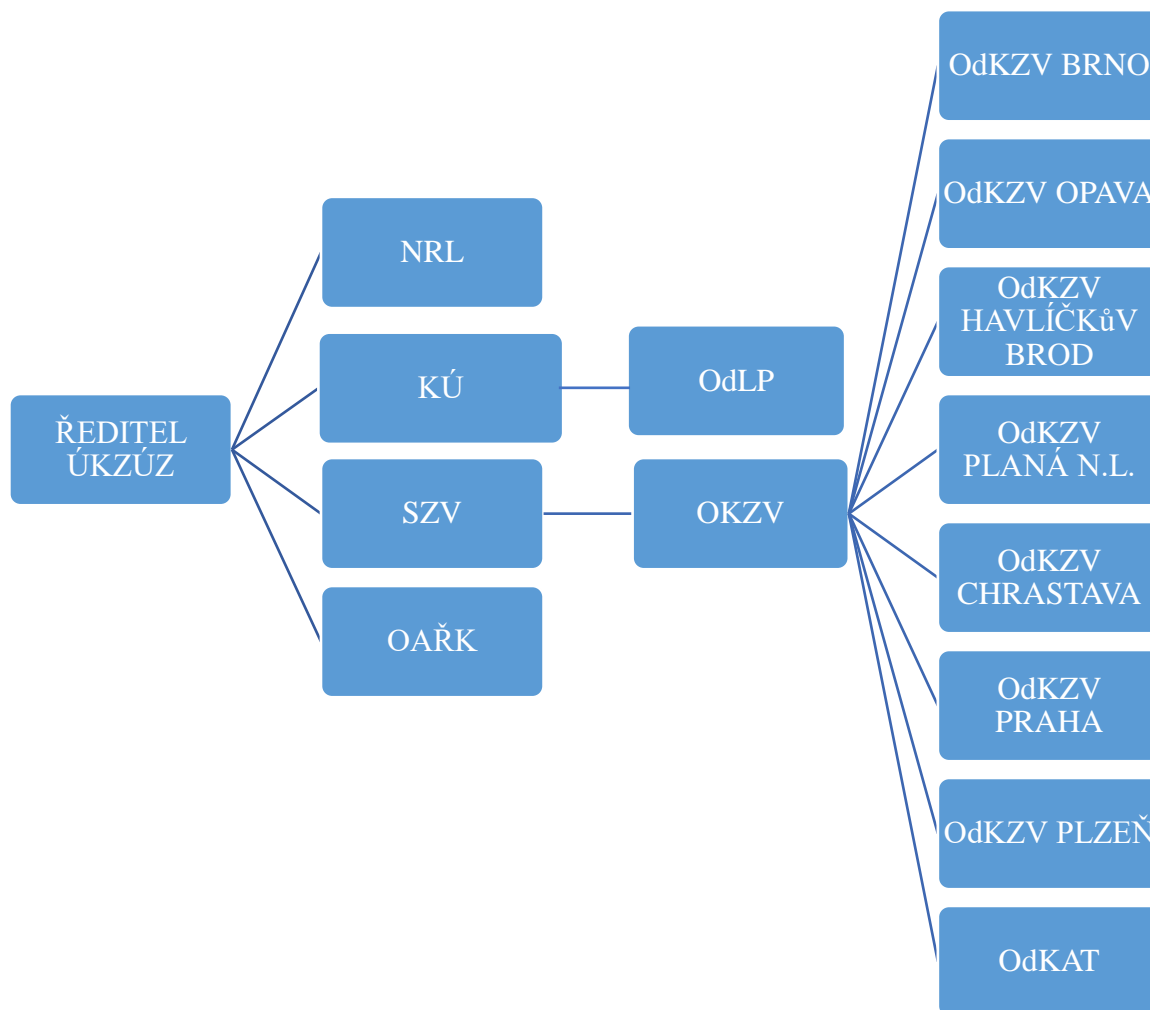 ŘEDITEL
ÚKZÚZ
NRL
KÚ
SZV
OAŘK
OdLP
OKZV
OdKZV BRNO
OdKZV OPAVA
OdKZV
HAVLÍČKůV
BROD
OdKZV
PLANÁ N.L.
OdKZV
CHRASTAVA
OdKZV
PRAHA
OdKZV PLZEŇ
OdKAT